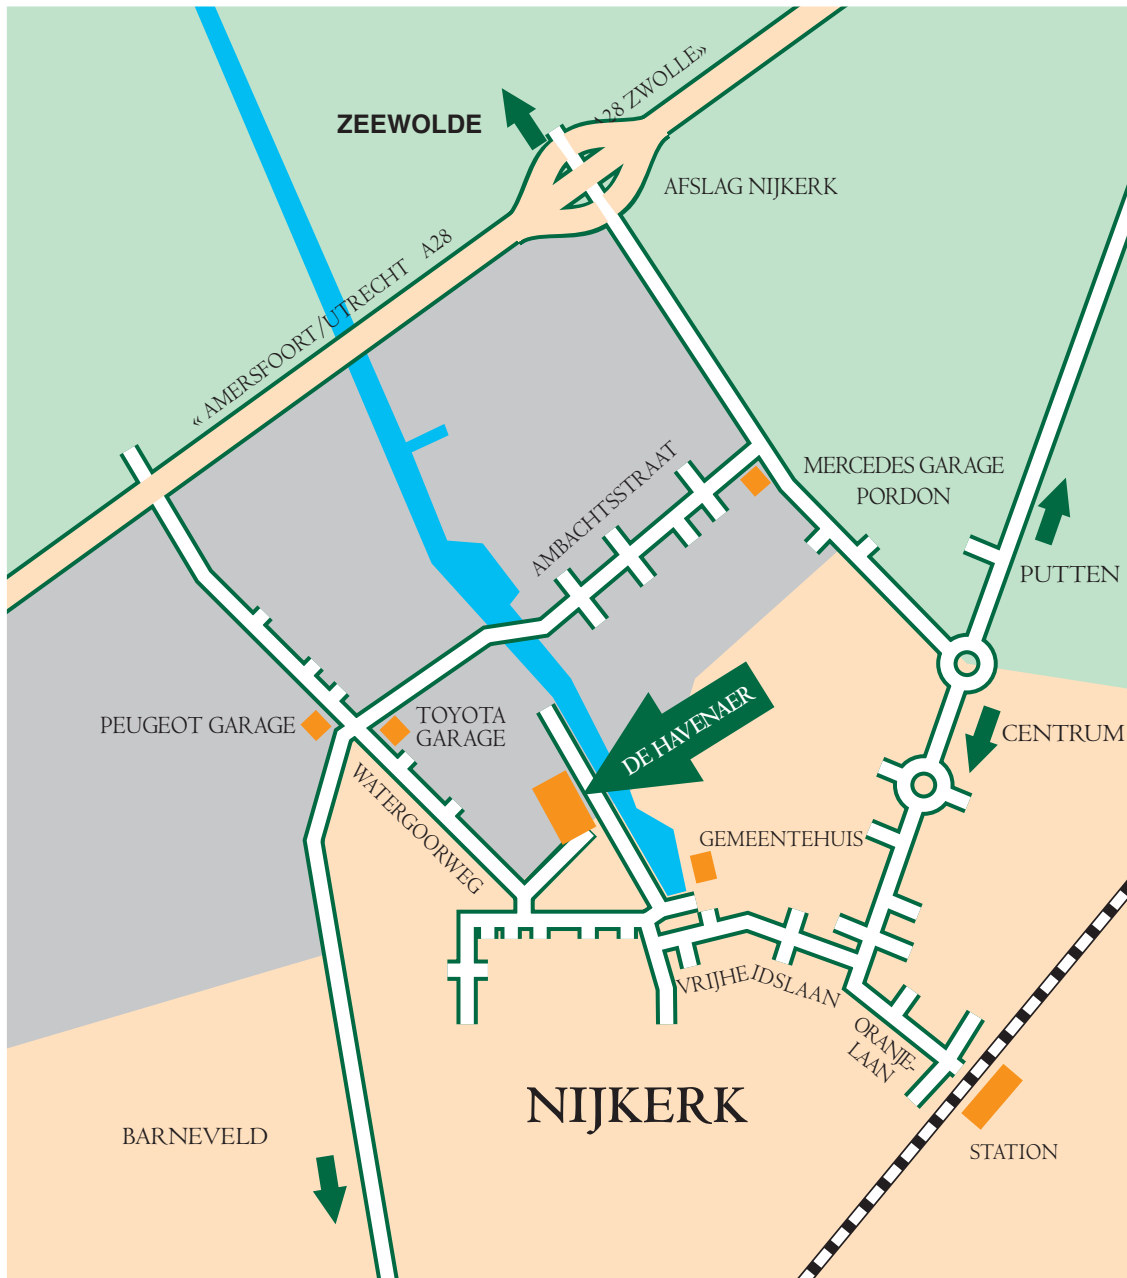 A28 ZWOLLE»
ZEEWOLDE
AFSLAG NIJKERK
« AMERSFOORT/UTRECHT A28
AMBACHTSSTRAAT
MERCEDES GARAGE
PORDON
PUTTEN
PEUGEOT GARAGE
TOYOTA
GARAGE
DE HAVENAER
CENTRUM
WATERGOORWEG
GEMEENTEHUIS
VRIJHEIDSLAAN
ORANJE-
LAAN
NIJKERK
BARNEVELD
STATION